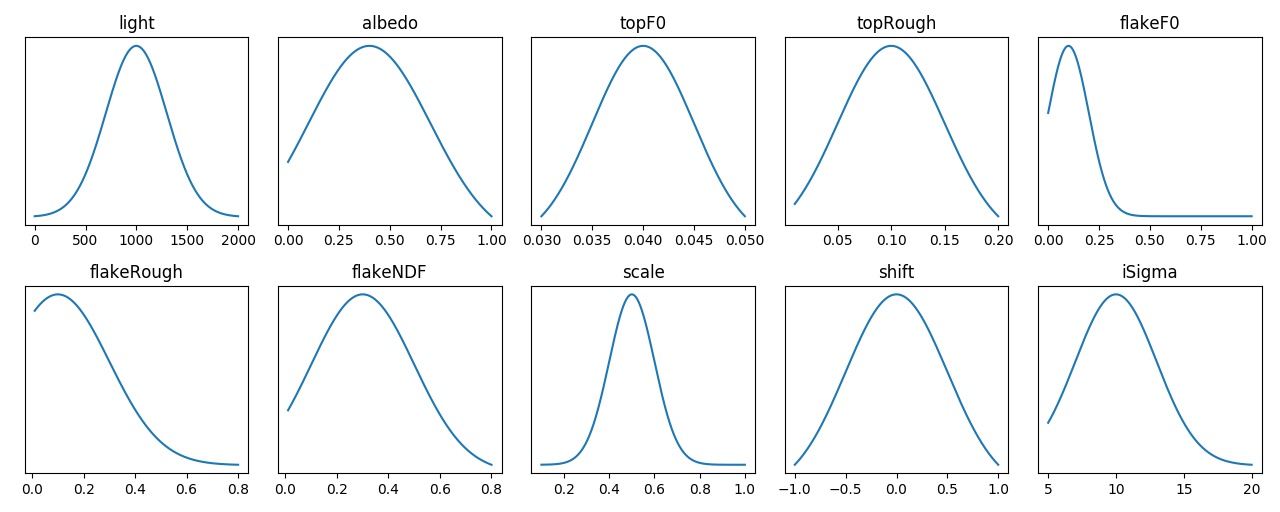 light albedo topF0 topRough flakeF0
0 500 1000 1500 2000 0.00 0.25 0.50 0.75 1.00 0.030 0.035 0.040 0.045 0.050 0.05 0.10 0.15 0.20 0.00 0.25 0.50 0.75 1.00
flakeRough flakeNDF scale shift iSigma
0.0 0.2 0.4 0.6 0.8 0.0 0.2 0.4 0.6 0.8 0.2 0.4 0.6 0.8 1.0 −1.0 −0.5 0.0 0.5 1.0 5 10 15 20